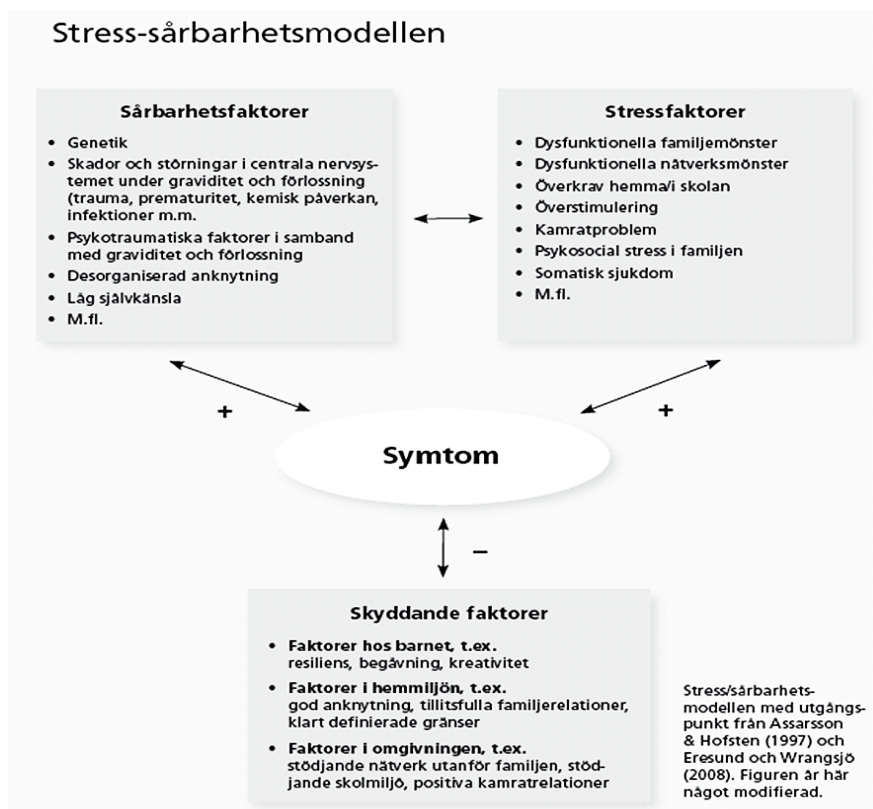 Stress-sårbarhetsmodellen
Sårbarhetsfaktorer
• Genetik
• Skador och störningar i centrala nervsys-
temet under graviditet och förlossning
(trauma, prematuritet, kemisk påverkan,
infektioner m.m.
• Psykotraumatiska faktorer i samband
med graviditet och förlossning
• Desorganiserad anknytning
• Låg självkänsla
• M.fl.
Stressfaktorer
• Dysfunktionella familjemönster
• Dysfunktionella nätverksmönster
• Överkrav hemma/i skolan
• Överstimulering
• Kamratproblem
• Psykosocial stress i familjen
• Somatisk sjukdom
• M.fl.
+
+
Symtom
–
Skyddande faktorer
• Faktorer hos barnet, t.ex.
resiliens, begåvning, kreativitet
• Faktorer i hemmiljön, t.ex.
god anknytning, tillitsfulla familjerelationer,
klart definierade gränser
• Faktorer i omgivningen, t.ex.
stödjande nätverk utanför familjen, stöd-
jande skolmiljö, positiva kamratrelationer
Stress/sårbarhets-
modellen med utgångs-
punkt från Assarsson
& Hofsten (1997) och
Eresund och Wrangsjö
(2008). Figuren är här
något modifierad.